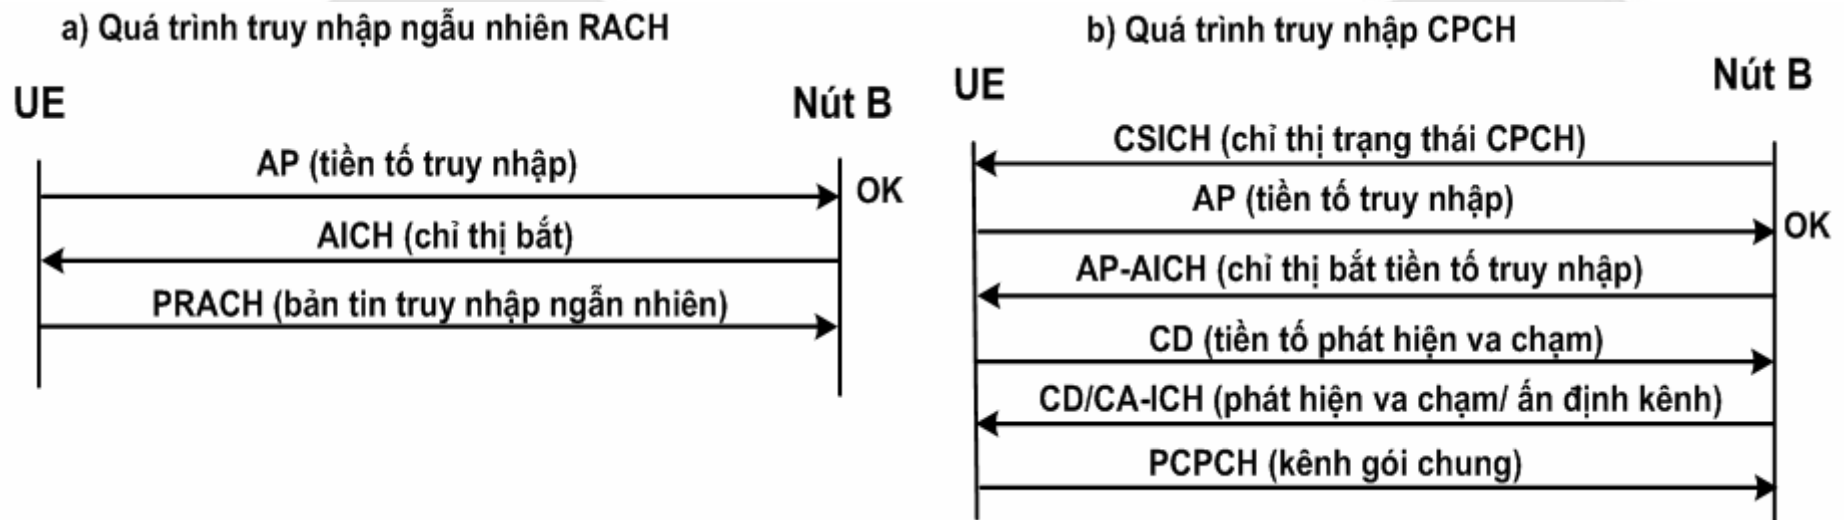 a) Quá trình truy nhập ngẫu nhiên RACH
UE
Nút B
AP (tiền tố truy nhập)
OK
AICH (chỉ thị bắt)
PRACH (bản tin truy nhập ngẫn nhiên)
b) Quá trình truy nhập CPCH
UE
Nút B
CSICH (chỉ thị trạng thái CPCH)
AP (tiền tố truy nhập)
OK
AP-AICH (chỉ thị bắt tiền tố truy nhập)
CD (tiền tố phát hiện va chạm)
CD/CA-ICH (phát hiện va chạm/ ấn định kênh)
PCPCH (kênh gói chung)